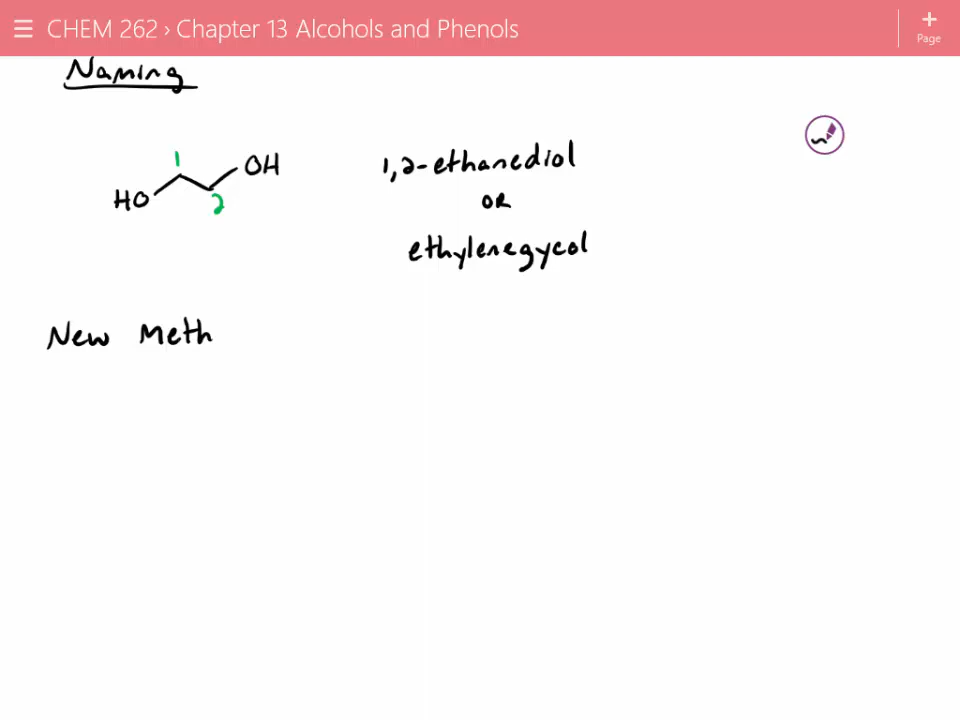 CHEM 262 › Chapter 13 Alcohols and Phenols
Page
Naming
1
OH
HO
2
1,2-ethanediol
OR
ethylenegycol
New Meth